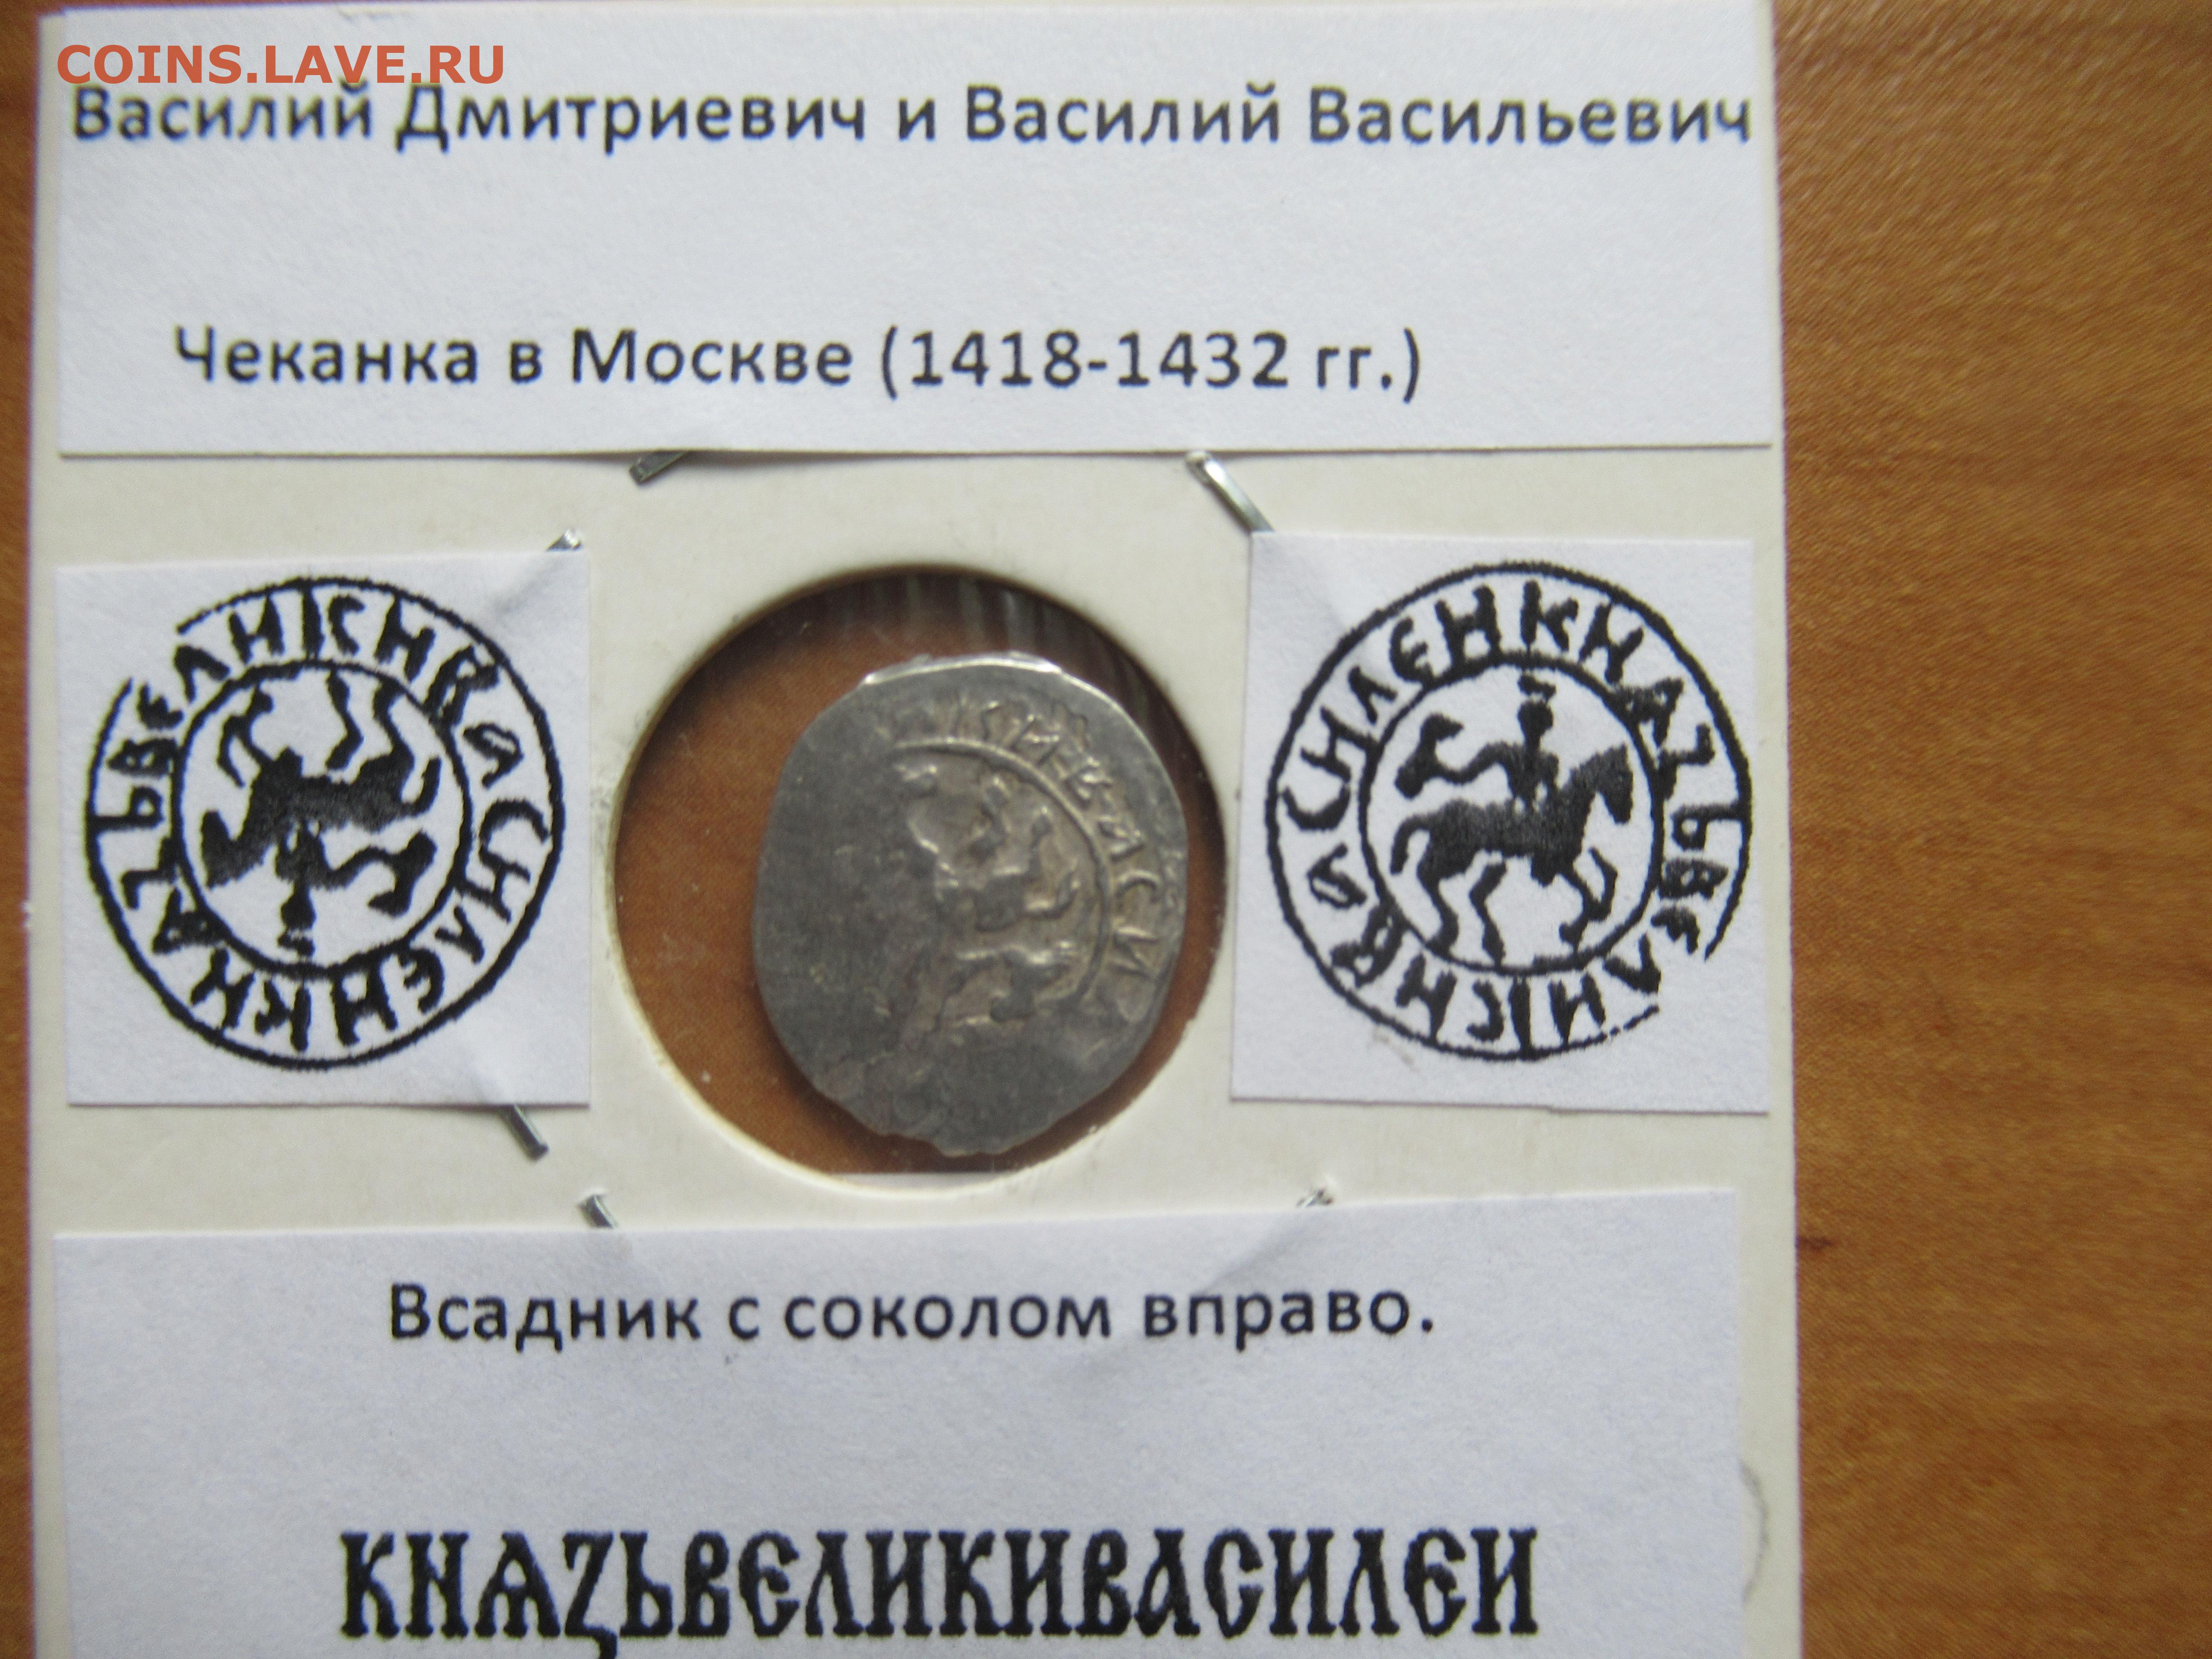 COINS.LAVE.RU
Василий Дмитриевич и Василий Васильевич
Чеканка в Москве (1418-1432 гг.)
Всадник с соколом вправо.
КНѦZЬВЕЛИКИВАСИЛЕИ